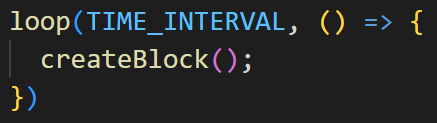 loop(TIME_INTERVAL, () => {
  createBlock();
})